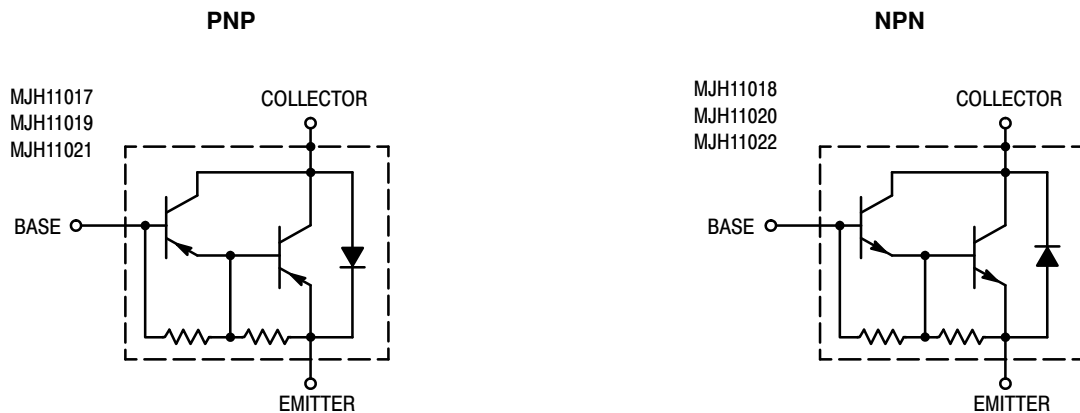 PNP
MJH11017
MJH11019
MJH11021
COLLECTOR
BASE
EMITTER
NPN
MJH11018
MJH11020
MJH11022
COLLECTOR
BASE
EMITTER